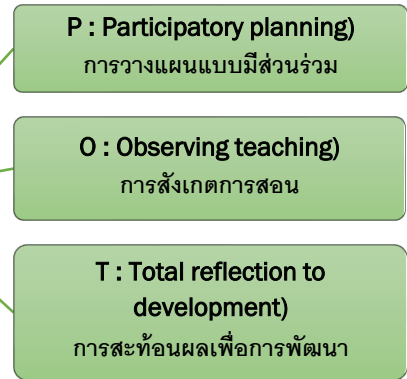 P : Participatory planning)
การวางแผนแบบมีส่วนร่วม
O : Observing teaching)
การสังเกตการสอน
T : Total reflection to
development)
การสะท้อนผลเพื่อการพัฒนา